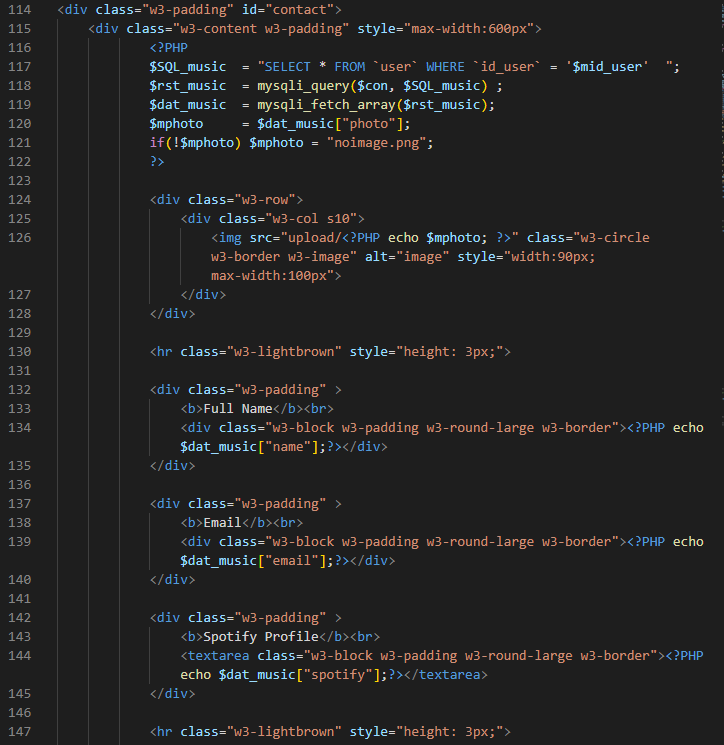 114 <div class="w3-padding" id="contact">
115 <div class="w3-content w3-padding" style="max-width:600px">
116 <?PHP
117 $SQL_music  = "SELECT * FROM `user` WHERE `id_user` = '$mid_user'  ";
118 $rst_music  = mysqli_query($con, $SQL_music) ;
119 $dat_music  = mysqli_fetch_array($rst_music);
120 $mphoto     = $dat_music["photo"];
121 if(!$mphoto) $mphoto = "noimage.png";
122 ?>
123
124 <div class="w3-row">
125 <div class="w3-col s10">
126 <img src="upload/<?PHP echo $mphoto; ?>" class="w3-circle
w3-border w3-image" alt="image" style="width:90px;
max-width:100px">
127 </div>
128 </div>
129
130 <hr class="w3-lightbrown" style="height: 3px;">
131
132 <div class="w3-padding" >
133 <b>Full Name</b><br>
134 <div class="w3-block w3-padding w3-round-large w3-border"><?PHP echo
$dat_music["name"];?></div>
135 </div>
136
137 <div class="w3-padding" >
138 <b>Email</b><br>
139 <div class="w3-block w3-padding w3-round-large w3-border"><?PHP echo
$dat_music["email"];?></div>
140 </div>
141
142 <div class="w3-padding" >
143 <b>Spotify Profile</b><br>
144 <textarea class="w3-block w3-padding w3-round-large w3-border"><?PHP
echo $dat_music["spotify"];?></textarea>
145 </div>
146
147 <hr class="w3-lightbrown" style="height: 3px;">